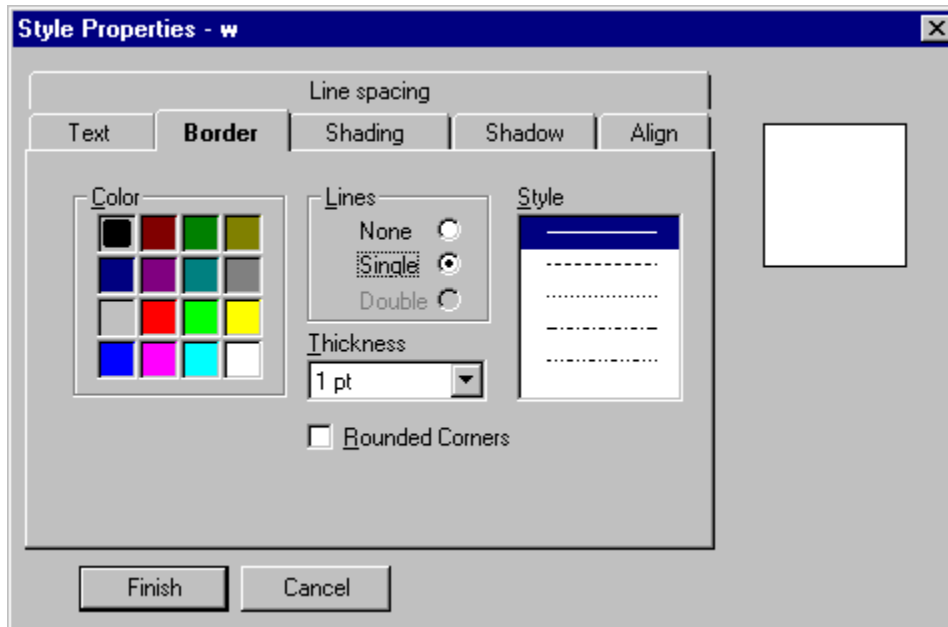 Style Properties - w
Line spacing
Text
Border
Shading
Shadow
Align
Color
Lines
None
Single
Double
Style
Thickness
1 pt
Rounded Corners
Finish
Cancel